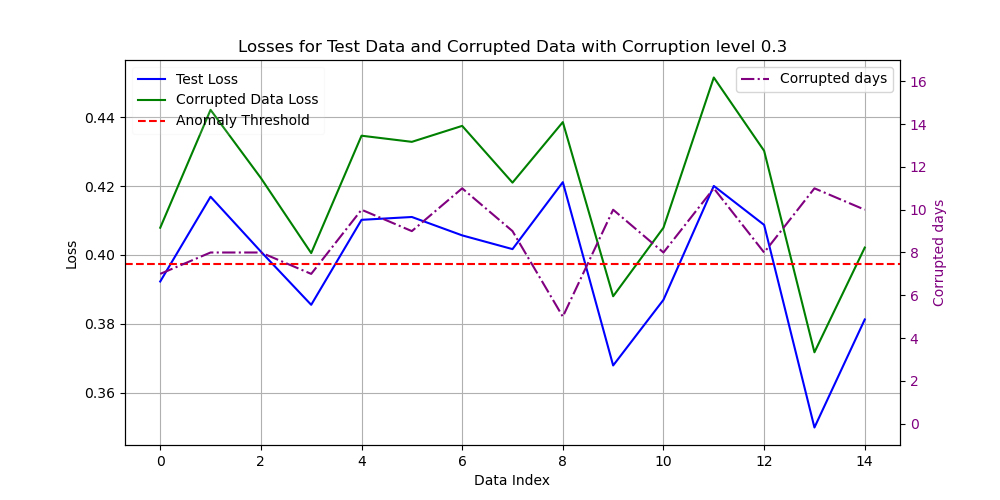 Losses for Test Data and Corrupted Data with Corruption level 0.3
Test Loss
Corrupted Data Loss
Anomaly Threshold
Corrupted days
0.44
0.42
0.40
0.38
0.36
Loss
16
14
12
10
8
6
4
2
0
Corrupted days
0 2 4 6 8 10 12 14
Data Index